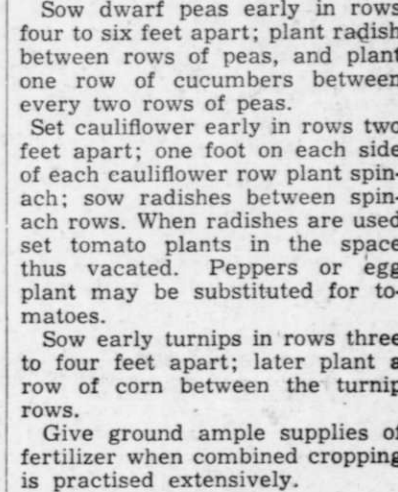 Sow dwarf peas early in rows
four to six feet apart; plant radish
between rows of peas, and plant
one row of cucumbers between
every two rows of peas.
Set cauliflower early in rows two
feet apart; one foot on each side
of each cauliflower row plant spin-
ach; sow radishes between spin-
ach rows. When radishes are used
set tomato plants in the space
thus vacated. Peppers or egg
plant may be substituted for to-
matoes.
Sow early turnips in rows three
to four feet apart; later plant a
row of corn between the turnip
rows.
Give ground ample supplies of
fertilizer when combined cropping
is practised extensively.